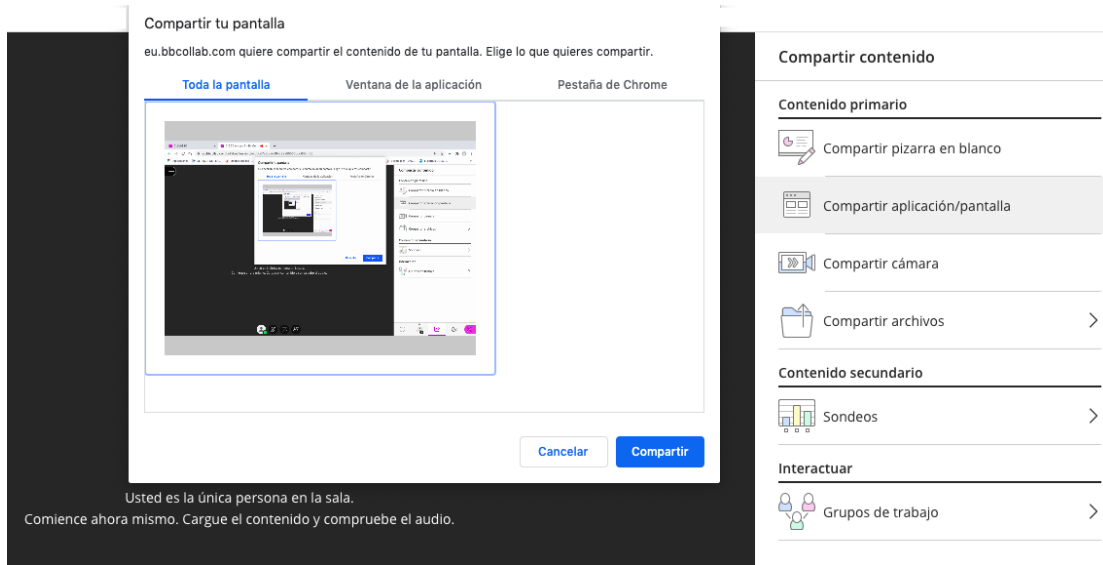 Compartir tu pantalla
eu.bbcollab.com quiere compartir el contenido de tu pantalla. Elige lo que quieres compartir.
Toda la pantalla
Ventana de la aplicación
Pestaña de Chrome
Cancelar
Compartir
Usted es la única persona en la sala.
Comience ahora mismo. Cargue el contenido y compruebe el audio.
Compartir contenido
Contenido primario
Compartir pizarra en blanco
Compartir aplicación/pantalla
Compartir cámara
Compartir archivos
Contenido secundario
Sondeos
Interactuar
Grupos de trabajo